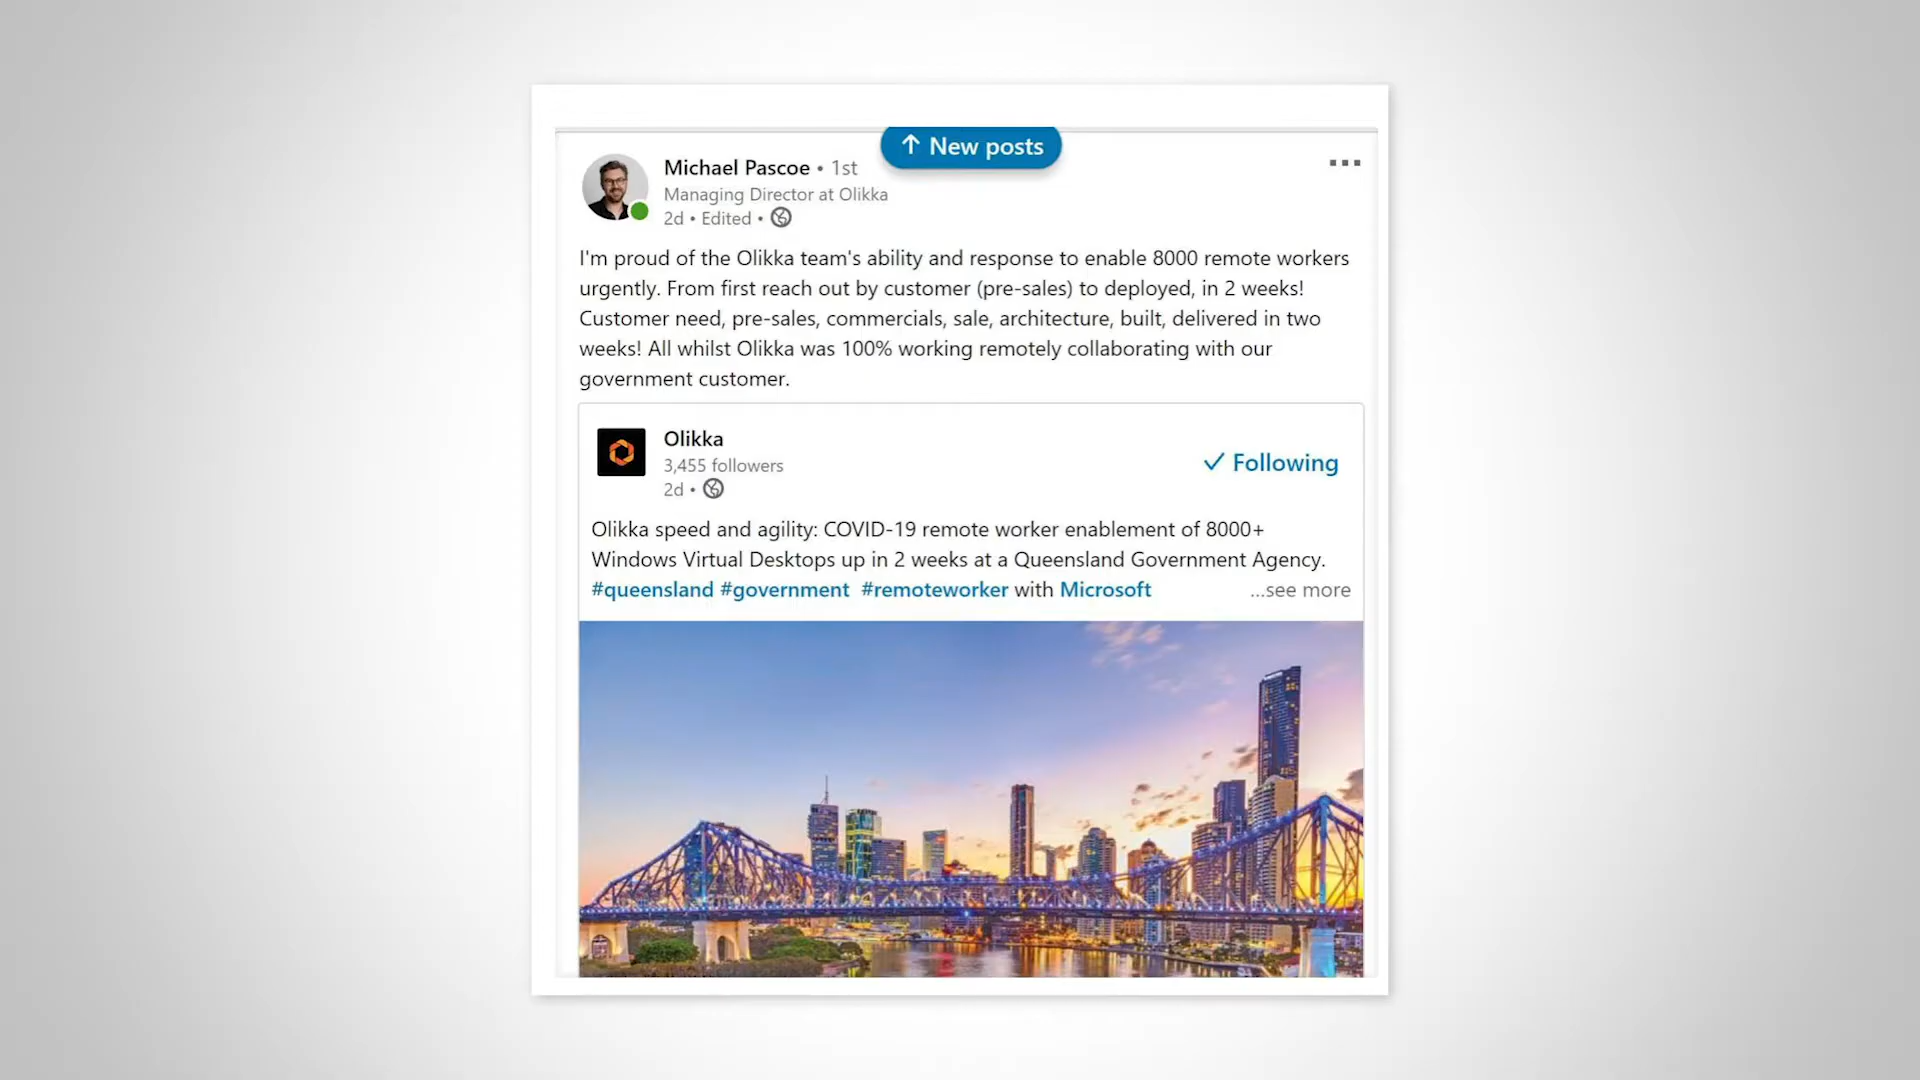 ↑ New posts
Michael Pascoe • 1st
Managing Director at Olikka
2d • Edited •
I'm proud of the Olikka team's ability and response to enable 8000 remote workers
urgently. From first reach out by customer (pre-sales) to deployed, in 2 weeks!
Customer need, pre-sales, commercials, sale, architecture, built, delivered in two
weeks! All whilst Olikka was 100% working remotely collaborating with our
government customer.
Olikka
3,455 followers
2d •
Following
Olikka speed and agility: COVID-19 remote worker enablement of 8000+
Windows Virtual Desktops up in 2 weeks at a Queensland Government Agency.
#queensland #government #remoteworker with Microsoft ...see more